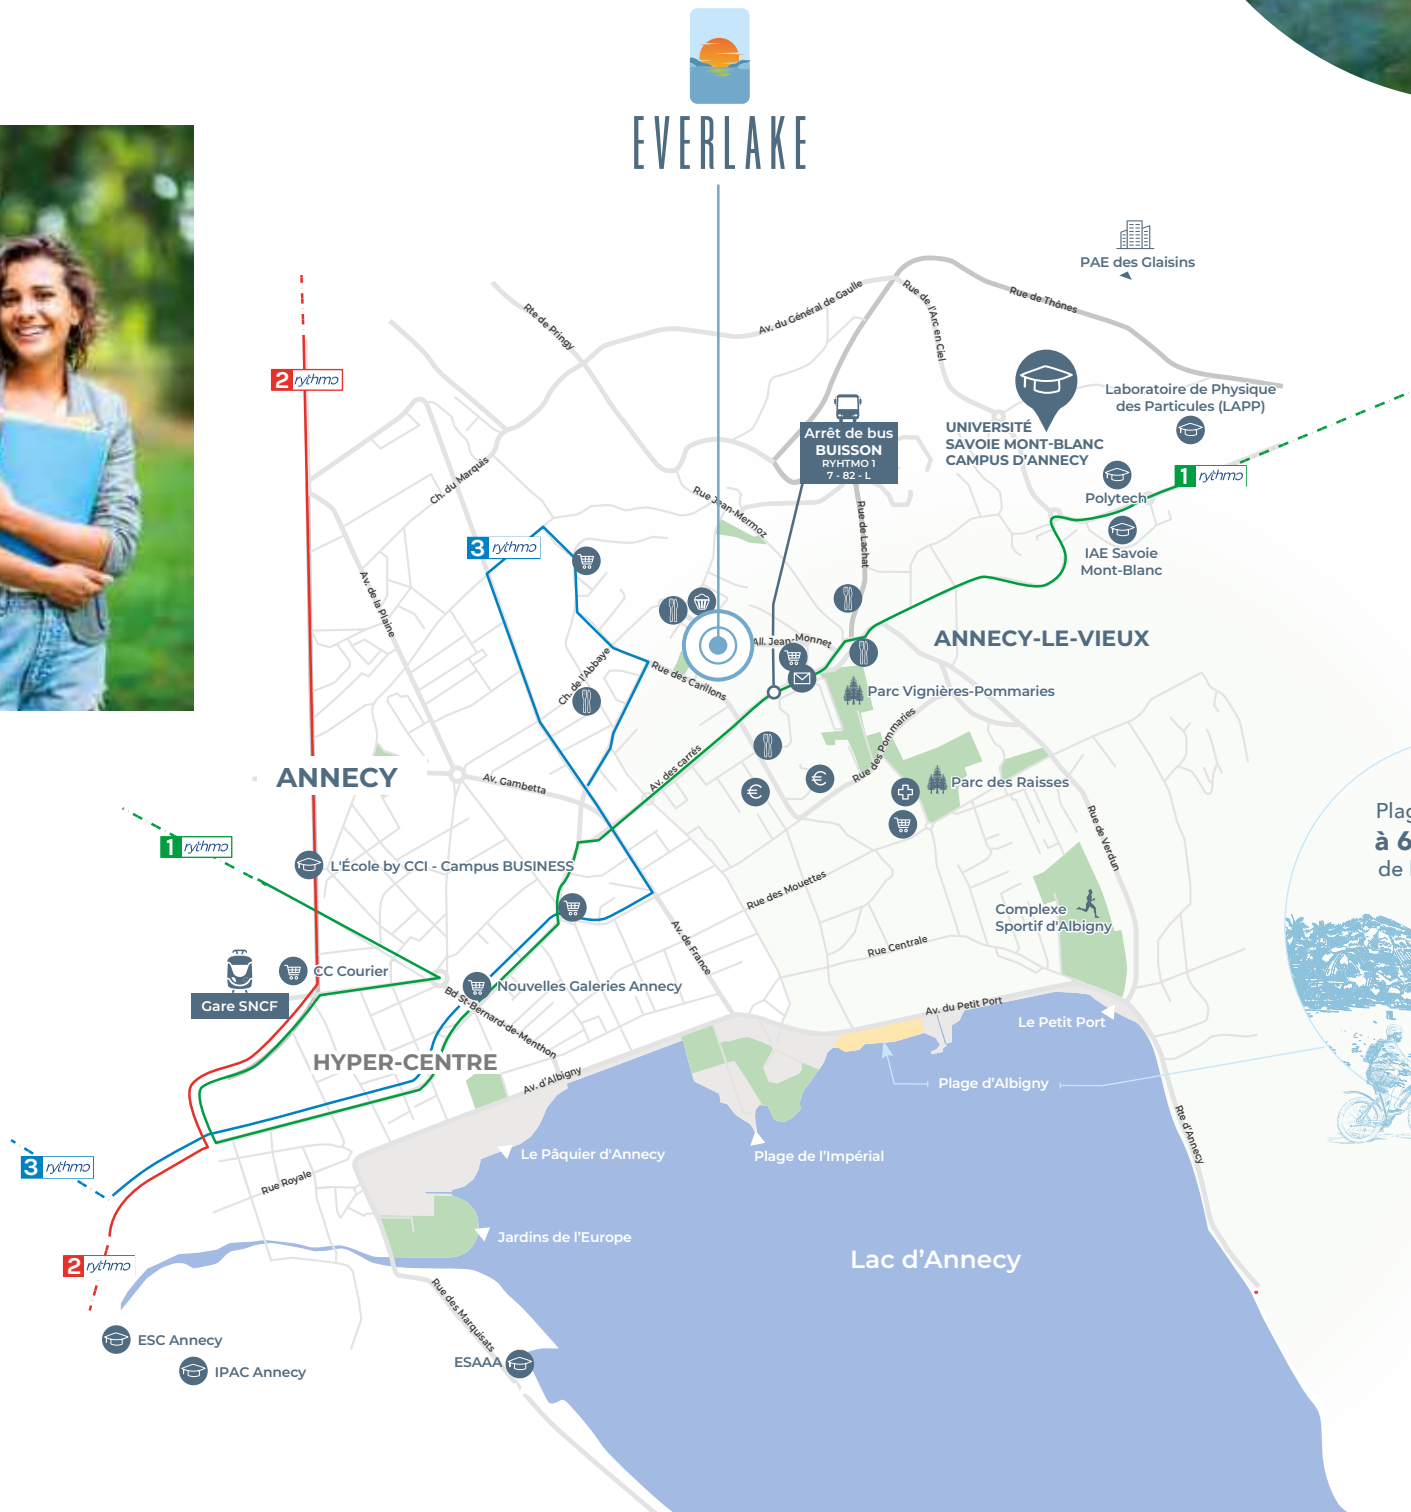 EVERLAKE
PAE des Glaisins
Rue de Thônes
Av. du Général de Gaulle
Rue de l'Arc en Ciel
Rte de Pringy
2 rythmo
Laboratoire de Physique
des Particules (LAPP)
Arrêt de bus
BUISSON
RYHTMO 1
7 - 82 - L
UNIVERSITÉ
SAVOIE MONT-BLANC
CAMPUS D'ANNECY
Ch. du Marquis
1 rythmo
Polytech
Rue Jean-Mermoz
Rue de Lachat
3 rythmo
IAE Savoie
Mont-Blanc
Av. de la Plaine
All. Jean-Monnet
ANNECY-LE-VIEUX
Ch. de l'Abbaye
Rue des Carillons
Parc Vignières-Pommaries
Rue des Pommaries
Av. des carrés
ANNECY
Av. Gambetta
€
€
Parc des Raisses
Plag
à 6
de l
Rue de Verdun
1 rythmo
L'École by CCI - Campus BUSINESS
Rue des Mouettes
Complexe
Sportif d'Albigny
Av. de France
Rue Centrale
CC Courier
Nouvelles Galeries Annecy
Gare SNCF
Bd St-Bernard-de-Menthon
Av. du Petit Port
Le Petit Port
HYPER-CENTRE
Av. d'Albigny
Plage d'Albigny
Rte d'Annecy
Le Pâquier d'Annecy
Plage de l'Impérial
3 rythmo
Rue Royale
Jardins de l'Europe
2 rythmo
Lac d'Annecy
Rue des Marquisats
ESC Annecy
ESAAA
IPAC Annecy